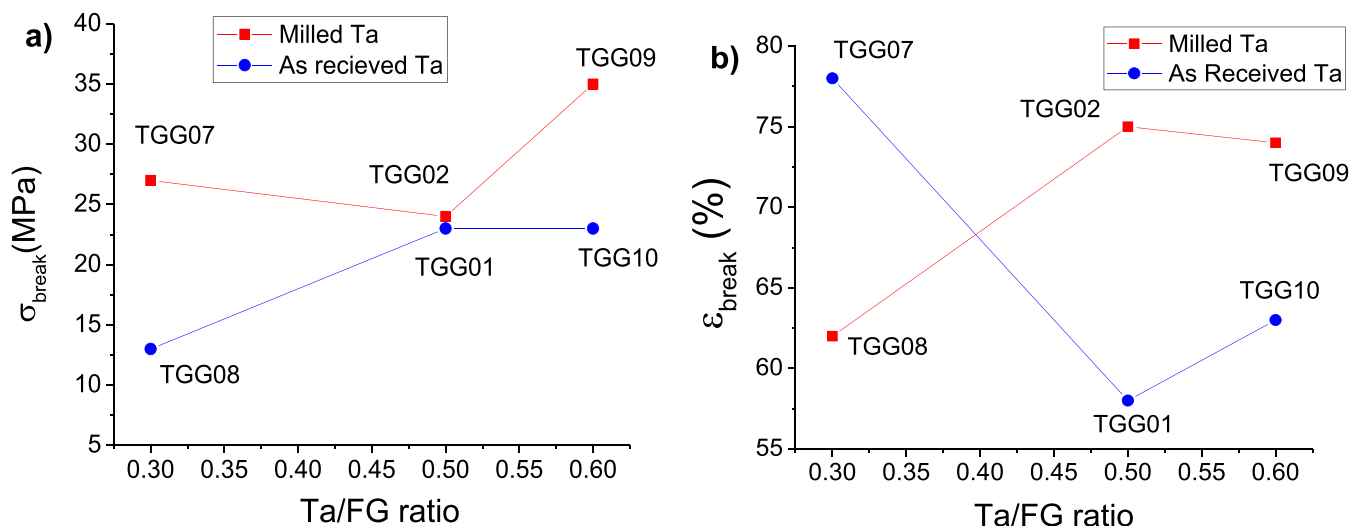 a)
Milled Ta
As recieved Ta
40
35
30
25
20
15
10
5
σbreak(MPa)
TGG07
TGG02
TGG09
TGG08
TGG01
TGG10
0.30 0.35 0.40 0.45 0.50 0.55 0.60
Ta/FG ratio
b)
Milled Ta
As Received Ta
80
75
70
65
60
55
εbreak (%)
TGG07
TGG02
TGG09
TGG08
TGG10
TGG01
0.30 0.35 0.40 0.45 0.50 0.55 0.60
Ta/FG ratio